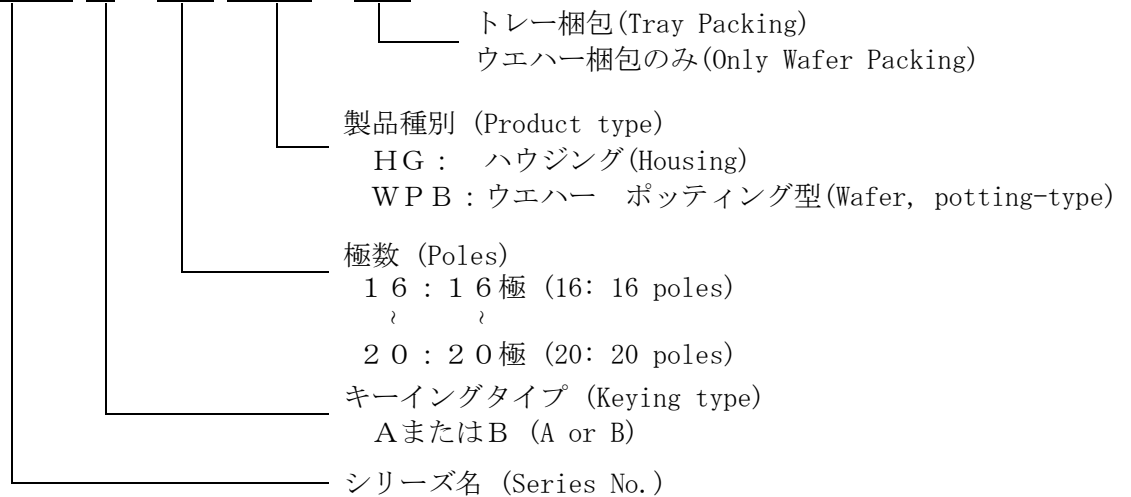 トレー梱包(Tray Packing)
ウエハー梱包のみ(Only Wafer Packing)
製品種別 (Product type)
ＨＧ： ハウジング(Housing)
ＷＰＢ：ウエハー　ポッティング型(Wafer, potting-type)
極数 (Poles)
１６：１６極 (16: 16 poles)
～　～
２０：２０極 (20: 20 poles)
キーイングタイプ (Keying type)
ＡまたはＢ (A or B)
シリーズ名 (Series No.)